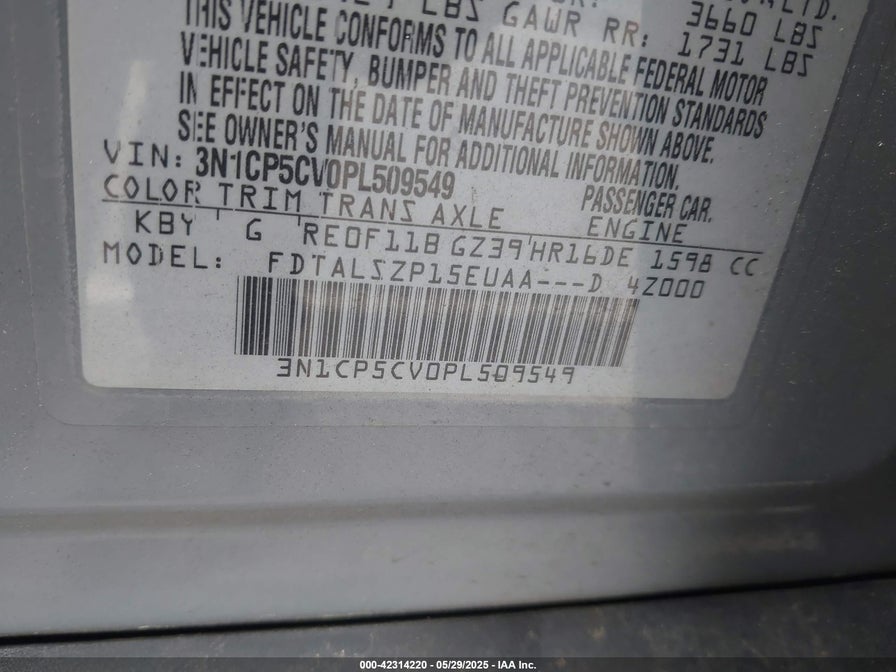 LBS GAWR RR: 3660 LBS
1731 LBS
THIS VEHICLE CONFORMS TO ALL APPLICABLE FEDERAL MOTOR
VEHICLE SAFETY, BUMPER AND THEFT PREVENTION STANDARDS
IN EFFECT ON THE DATE OF MANUFACTURE SHOWN ABOVE.
SEE OWNER'S MANUAL FOR ADDITIONAL INFORMATION.
VIN: 3N1CP5CV0PL509549 PASSENGER CAR.
COLOR TRIM TRANS AXLE ENGINE
KBY G RE0F11B GZ39 HR16DE 1598 CC
MODEL: FDTALSZP15EUAA---D 4Z000
3N1CP5CV0PL509549
000-42314220 - 05/29/2025 - IAA Inc.